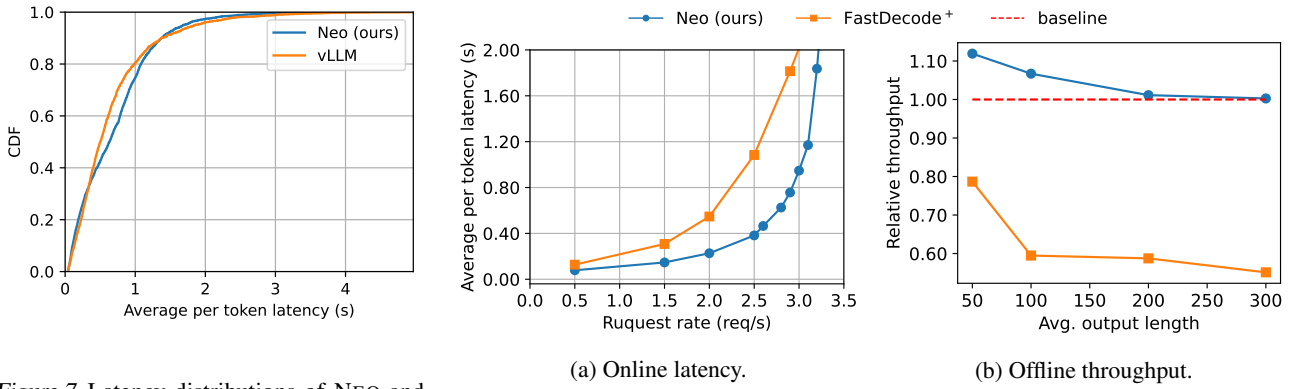 1.0
0.8
0.6
0.4
0.2
0.0
CDF
Neo (ours)
vLLM
0 1 2 3 4
Average per token latency (s)
Neo (ours) FastDecode+ baseline
2.00
1.60
1.20
0.80
0.40
0.00
Average per token latency (s)
0.0 0.5 1.0 1.5 2.0 2.5 3.0 3.5
Ruquest rate (req/s)
(a) Online latency.
1.10
1.00
0.90
0.80
0.70
0.60
Relative throughput
50 100 150 200 250 300
Avg. output length
(b) Offline throughput.
Figure 7 Latency distributions of NEO and